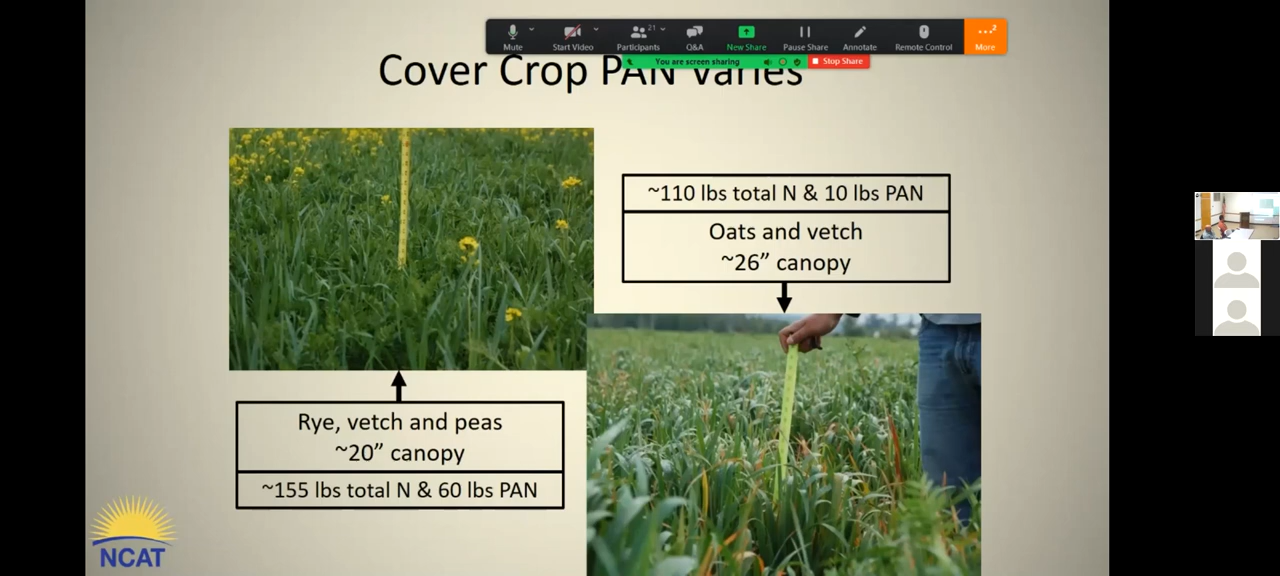 Mute
Start Video
Participants
21
Q&A
New Share
Pause Share
Annotate
Remote Control
2
More
You are screen sharing
Stop Share
Cover Crop PAN Varies
~110 lbs total N & 10 lbs PAN
Oats and vetch
~26” canopy
Rye, vetch and peas
~20” canopy
~155 lbs total N & 60 lbs PAN
NCAT